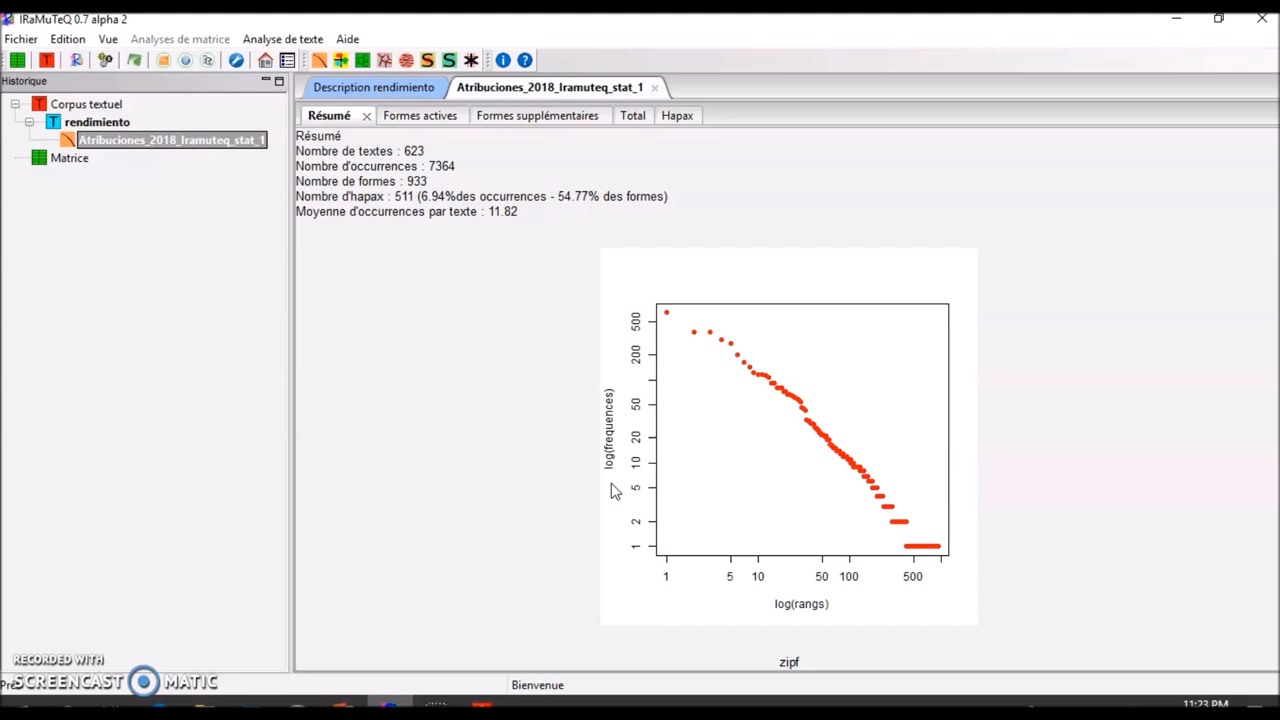 IRaMuTeQ 0.7 alpha 2
Fichier Edition Vue Analyses de matrice Analyse de texte Aide
Historique
Description rendimiento Atribuciones_2018_Iramuteq_stat_1
Corpus textuel
rendimiento
Atribuciones_2018_Iramuteq_stat_1
Matrice
Résumé Formes actives Formes supplémentaires Total Hapax
Résumé
Nombre de textes : 623
Nombre d'occurrences : 7364
Nombre de formes : 933
Nombre d'hapax : 511 (6.94%des occurrences - 54.77% des formes)
Moyenne d'occurrences par texte : 11.82
log(frequences)
500
200
50
20
10
5
2
1
1 5 10 50 100 500
log(rangs)
zipf
RECORDED WITH
SCREENCAST MATIC
Bienvenue
11:23 PM